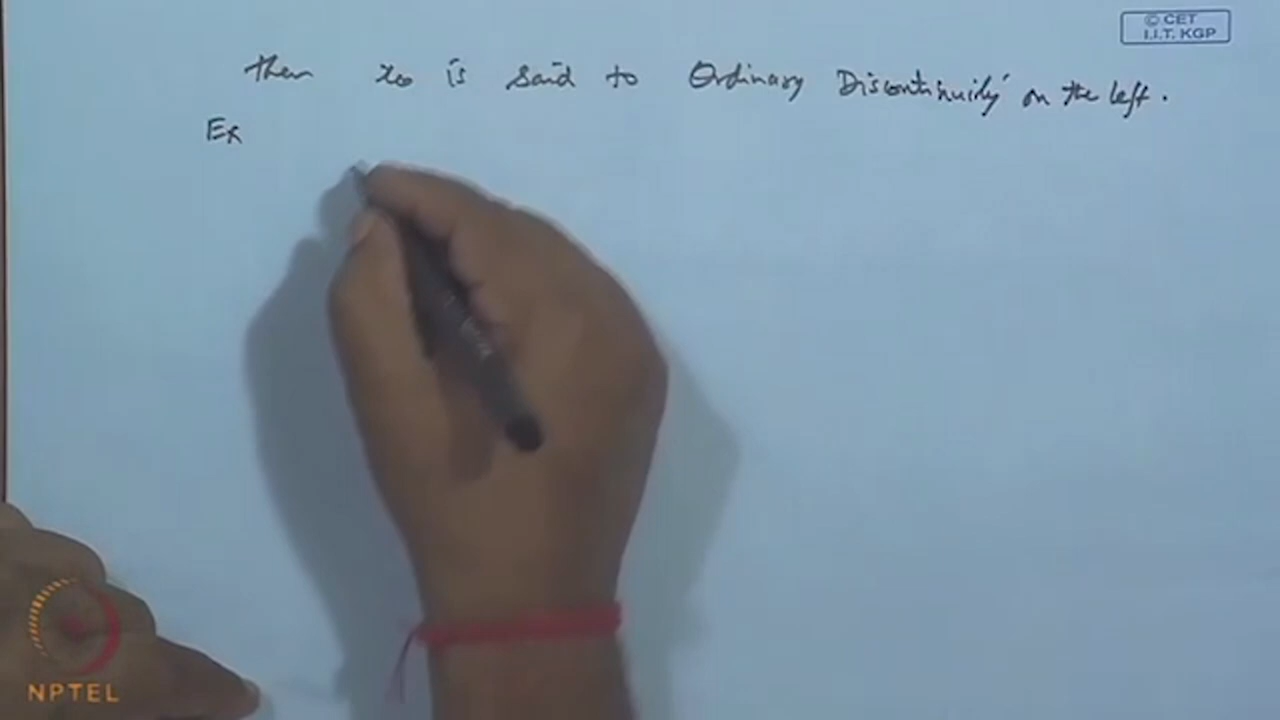 © CET
I.I.T. KGP
then x₀ is said to Ordinary Discontinuity on the left.
Ex
NPTEL